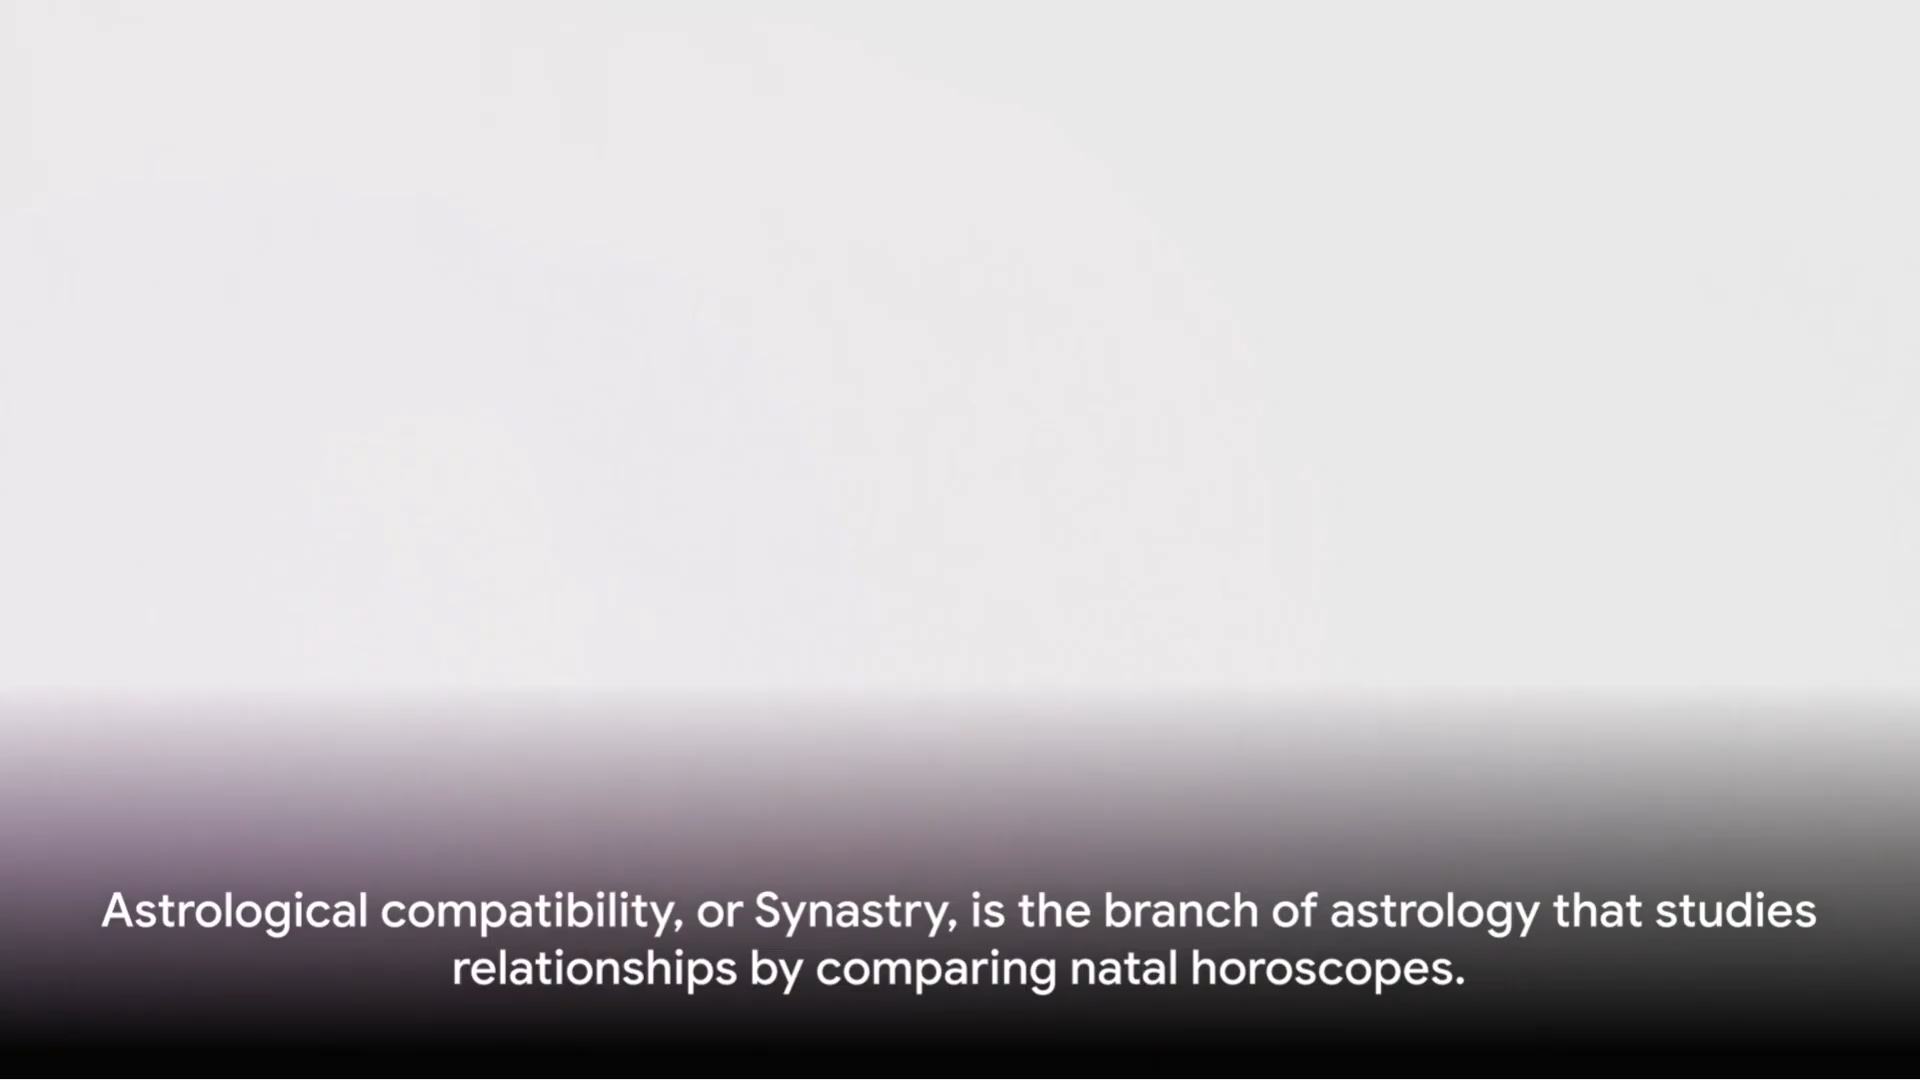 Astrological compatibility, or Synastry, is the branch of astrology that studies
relationships by comparing natal horoscopes.